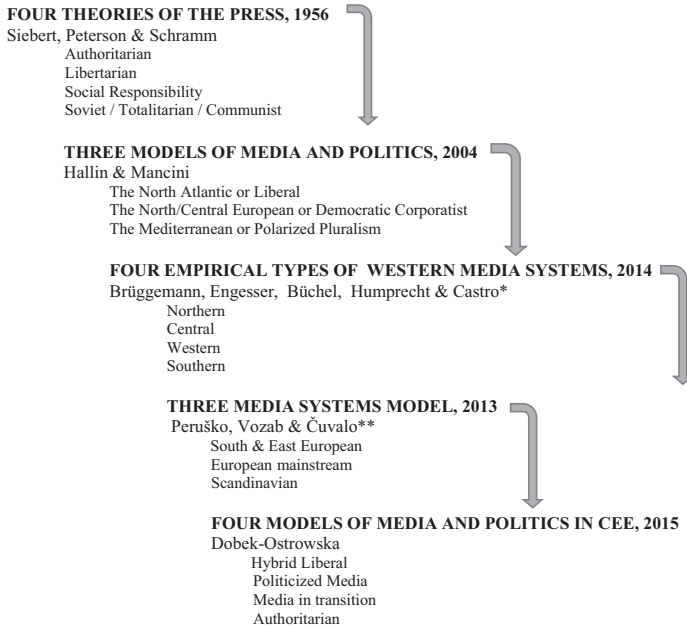 FOUR THEORIES OF THE PRESS, 1956
Siebert, Peterson & Schramm
Authoritarian
Libertarian
Social Responsibility
Soviet / Totalitarian / Communist
THREE MODELS OF MEDIA AND POLITICS, 2004
Hallin & Mancini
The North Atlantic or Liberal
The North/Central European or Democratic Corporatist
The Mediterranean or Polarized Pluralism
FOUR EMPIRICAL TYPES OF WESTERN MEDIA SYSTEMS, 2014
Brüggemann, Engesser, Büchel, Humprecht & Castro*
Northern
Central
Western
Southern
THREE MEDIA SYSTEMS MODEL, 2013
Peruško, Vozab & Čuvalo**
South & East European
European mainstream
Scandinavian
FOUR MODELS OF MEDIA AND POLITICS IN CEE, 2015
Dobek-Ostrowska
Hybrid Liberal
Politicized Media
Media in transition
Authoritarian